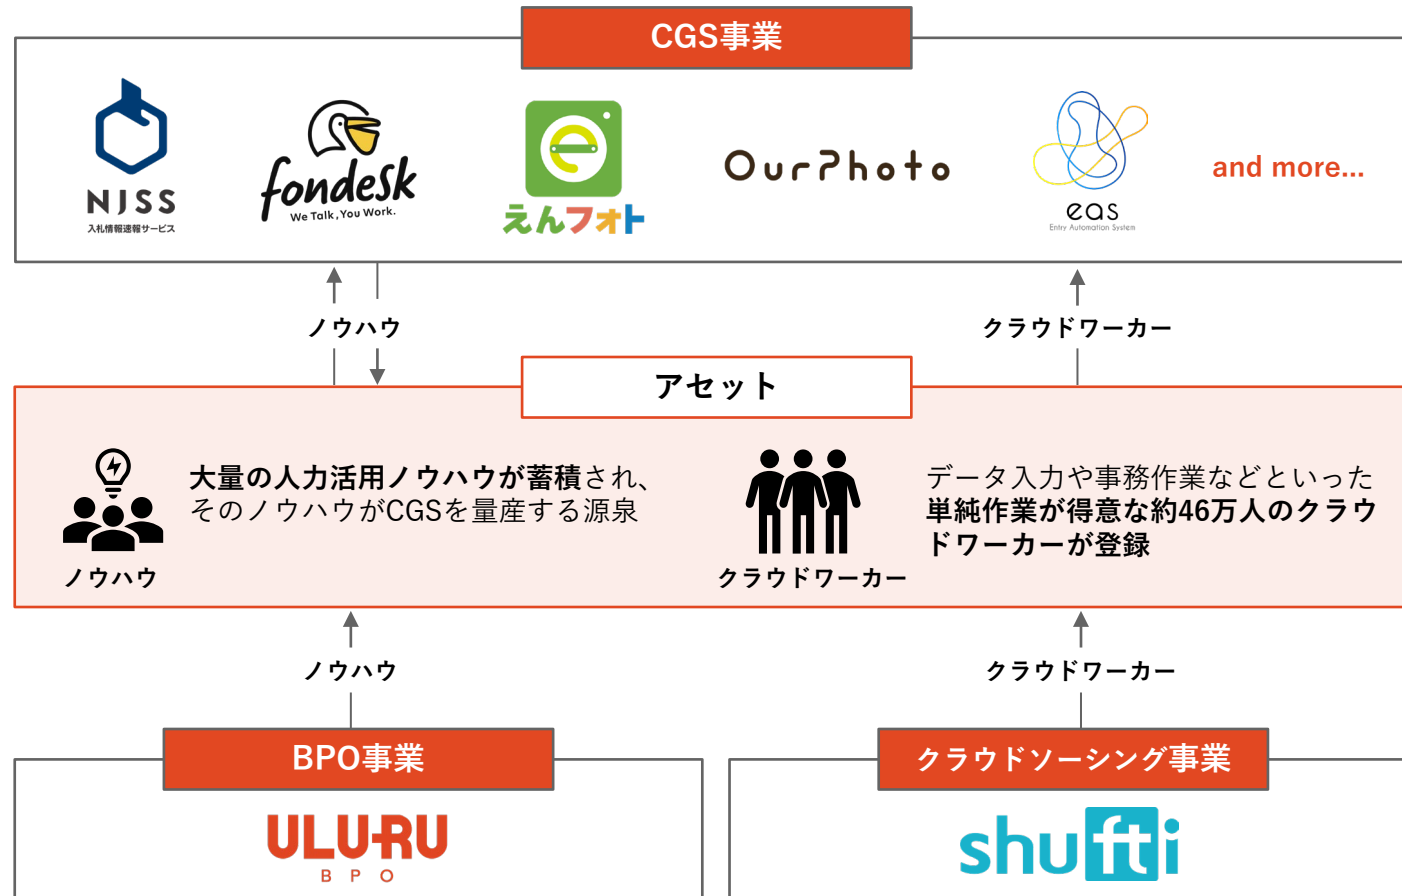 CGS事業
NJSS
入札情報速報サービス
fondesk
We Talk, You Work.
e
えんフォト
OurPhoto
eas
Entry Automation System
and more...
ノウハウ
クラウドワーカー
アセット
大量の人力活用ノウハウが蓄積され、
そのノウハウがCGSを量産する源泉
ノウハウ
データ入力や事務作業などといった
単純作業が得意な約46万人のクラウ
ドワーカーが登録
クラウドワーカー
ノウハウ
クラウドワーカー
BPO事業
クラウドソーシング事業
ULURU
BPO
shufti